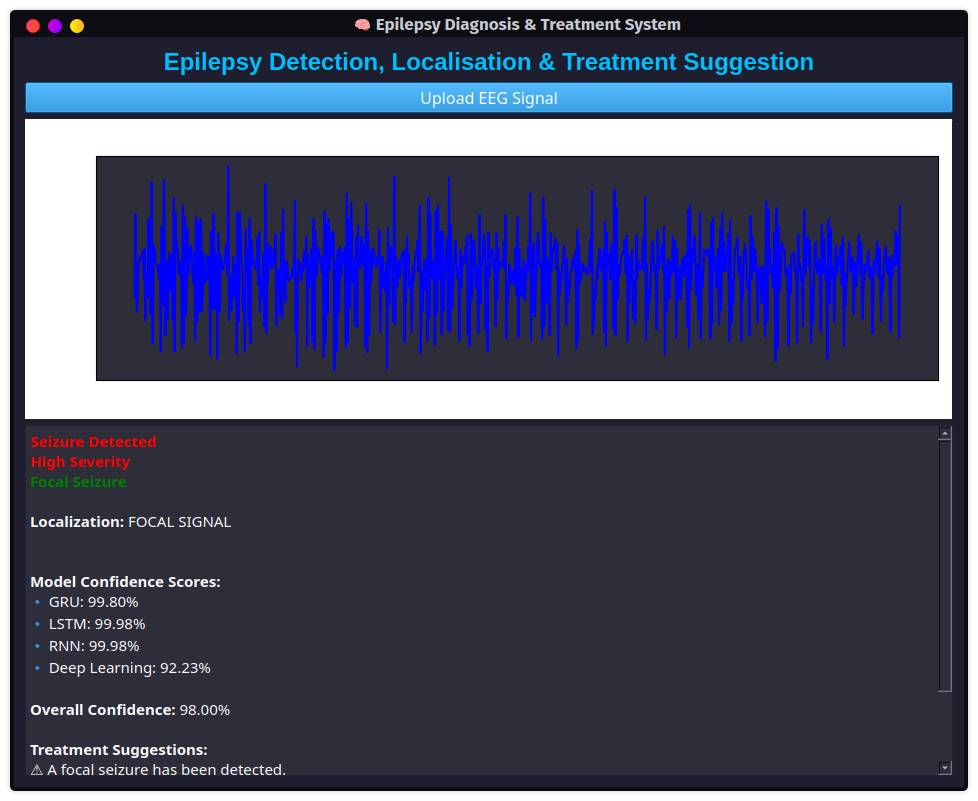 🧠 Epilepsy Diagnosis & Treatment System
Epilepsy Detection, Localisation & Treatment Suggestion
Upload EEG Signal
Seizure Detected
High Severity
Focal Seizure
Localization: FOCAL SIGNAL
Model Confidence Scores:
🔹 GRU: 99.80%
🔹 LSTM: 99.98%
🔹 RNN: 99.98%
🔹 Deep Learning: 92.23%
Overall Confidence: 98.00%
Treatment Suggestions:
⚠ A focal seizure has been detected.